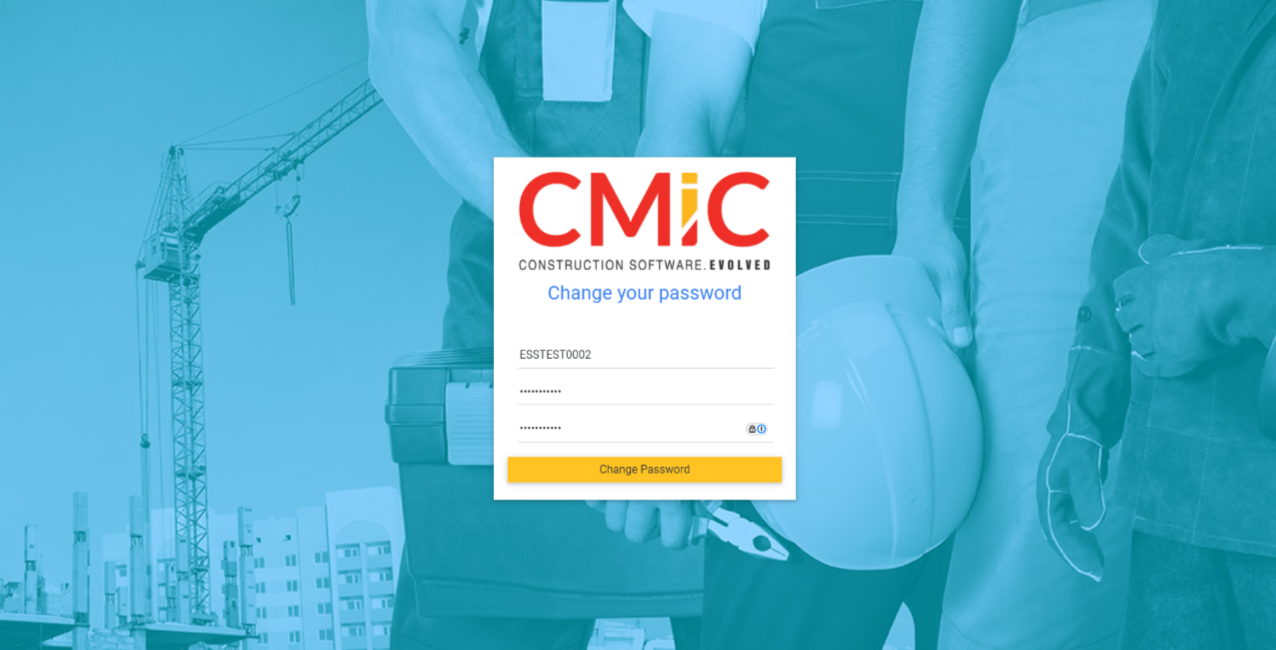 CMiC
CONSTRUCTION SOFTWARE. EVOLVED
Change your password
ESSTEST0002
•••••••••••
•••••••••••
Change Password